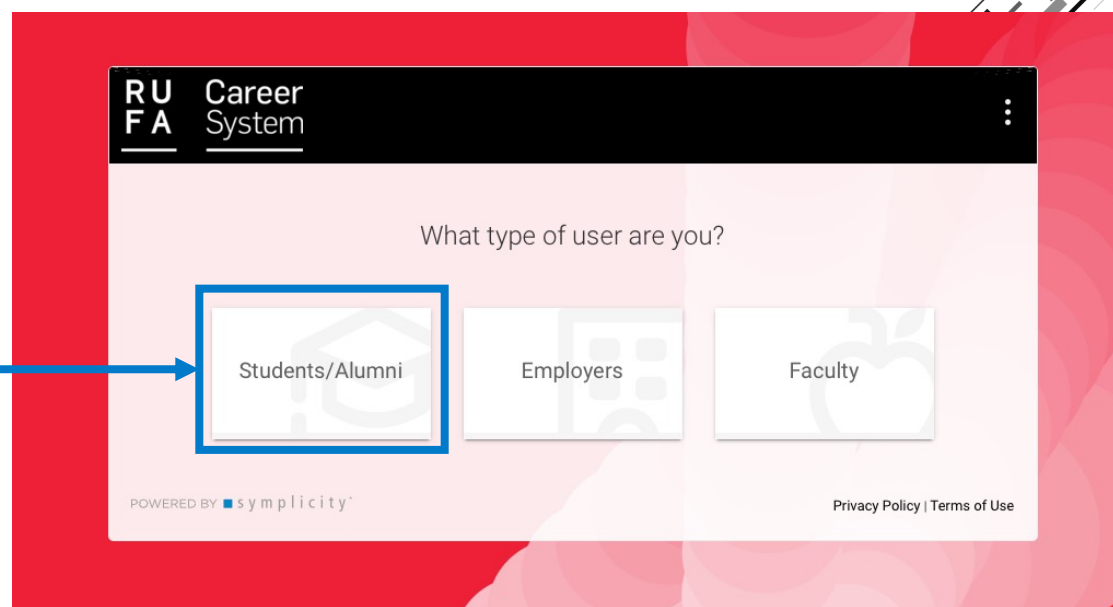 RU Career
FA System
What type of user are you?
Students/Alumni Employers Faculty
POWERED BY symplicity
Privacy Policy | Terms of Use